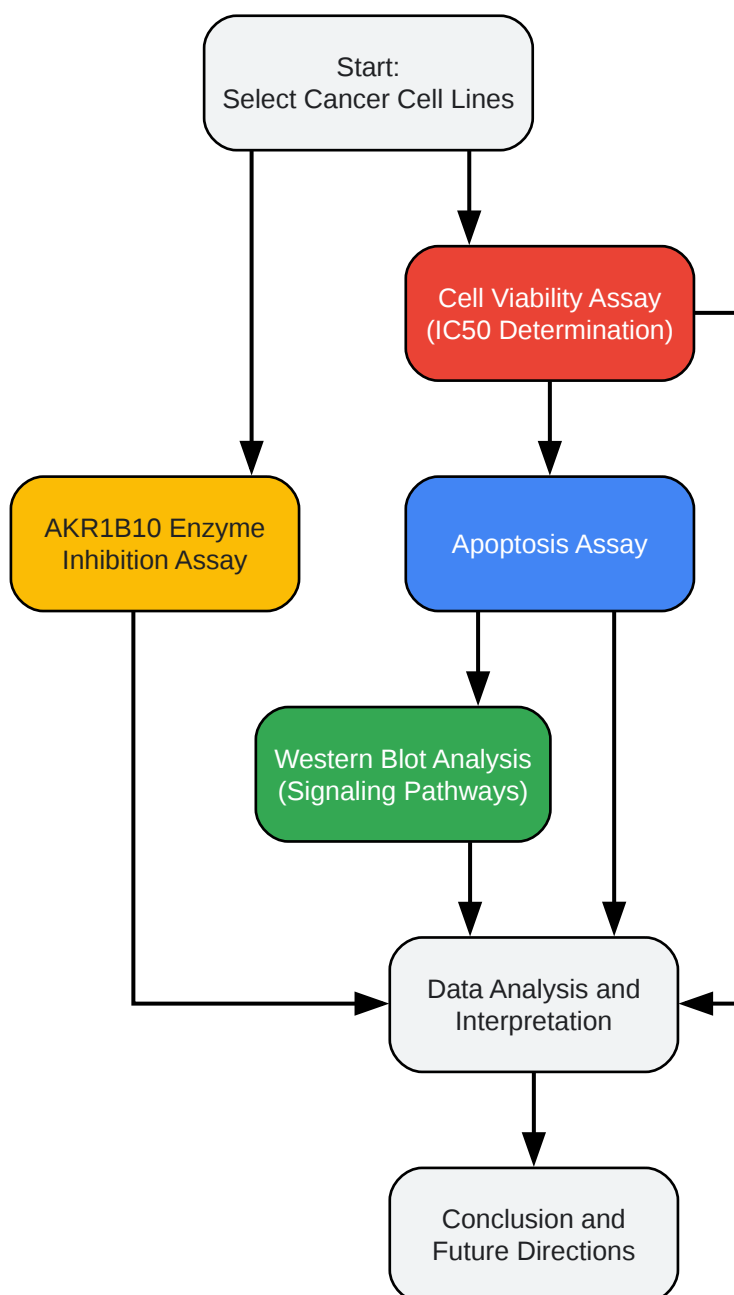 Start:
Select Cancer Cell Lines
Cell Viability Assay
(IC50 Determination)
AKR1B10 Enzyme
Inhibition Assay
Apoptosis Assay
Western Blot Analysis
(Signaling Pathways)
Data Analysis and
Interpretation
Conclusion and
Future Directions